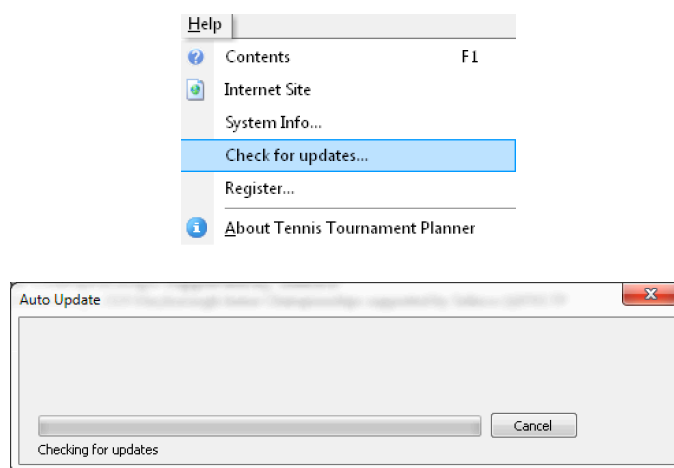 Help
Contents F1
Internet Site
System Info...
Check for updates...
Register...
About Tennis Tournament Planner
Auto Update
Cancel
Checking for updates